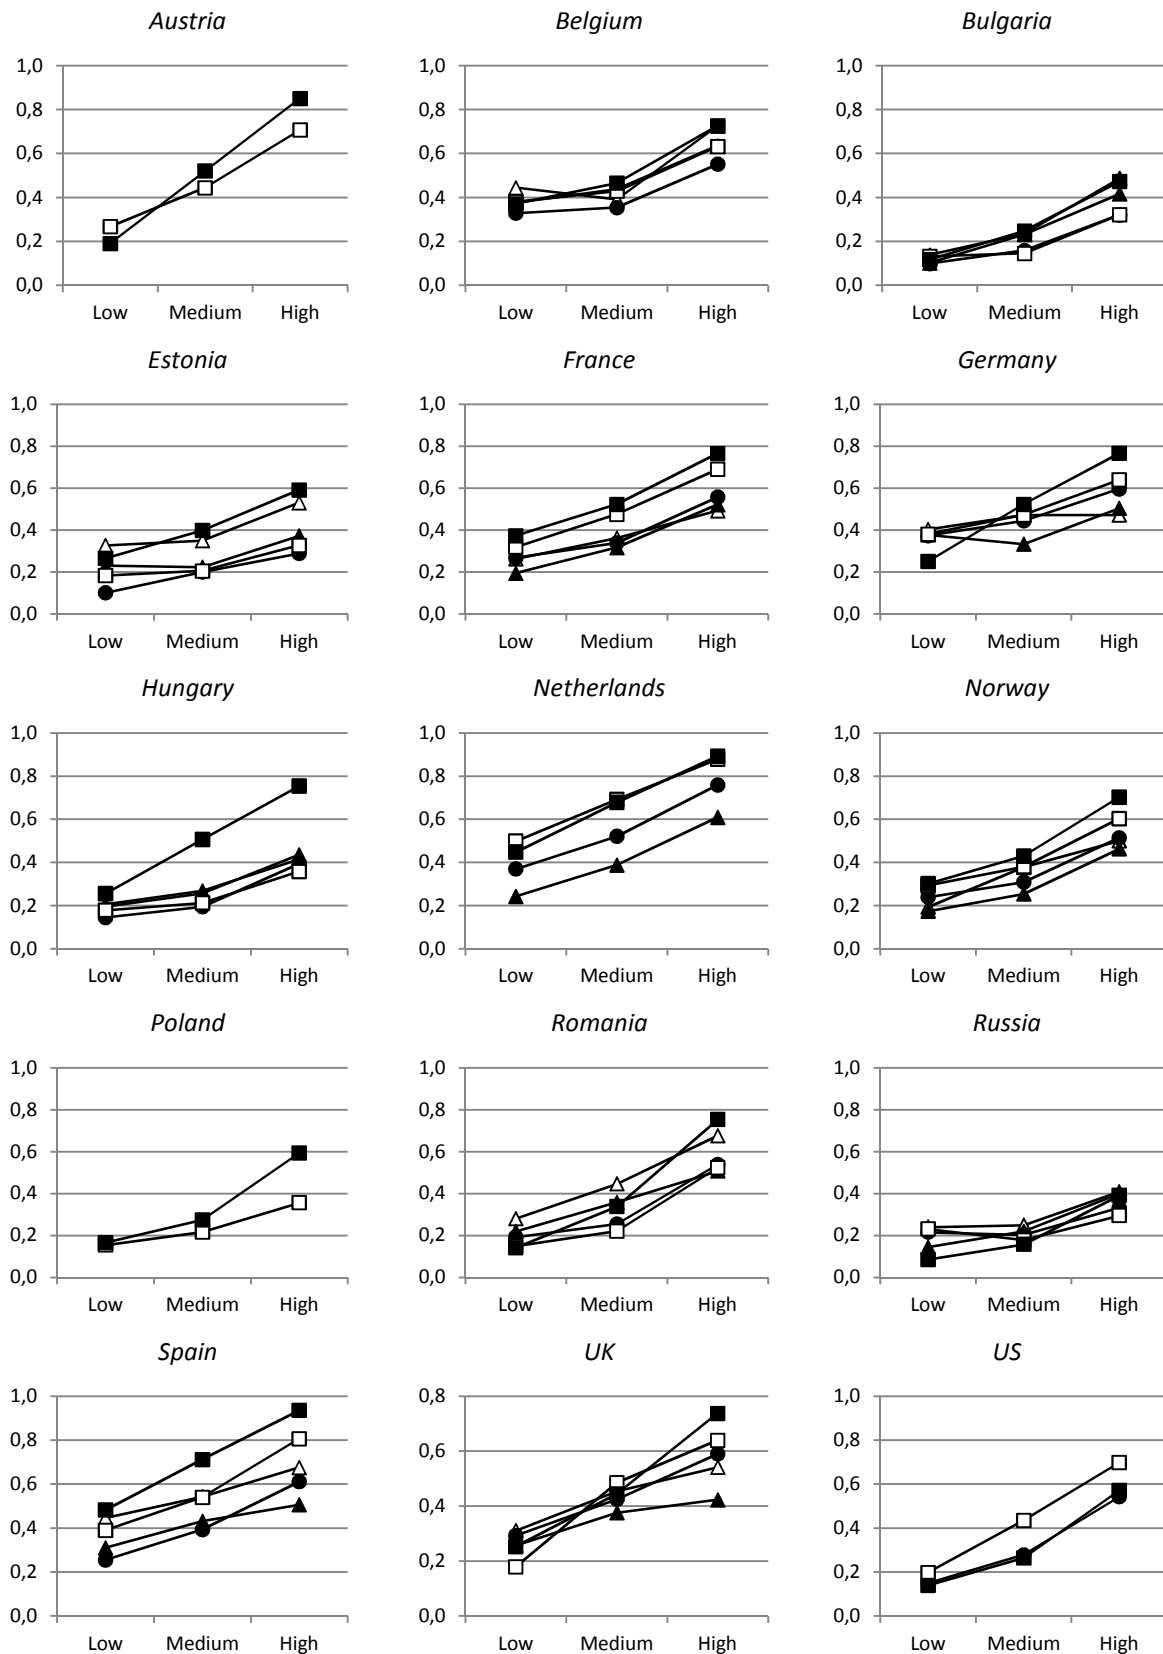 Austria Belgium Bulgaria
1,0 1,0 1,0
0,8 0,8 0,8
0,6 0,6 0,6
0,4 0,4 0,4
0,2 0,2 0,2
0,0 0,0 0,0
Low Medium High Low Medium High Low Medium High
Estonia France Germany
1,0 1,0 1,0
0,8 0,8 0,8
0,6 0,6 0,6
0,4 0,4 0,4
0,2 0,2 0,2
0,0 0,0 0,0
Low Medium High Low Medium High Low Medium High
Hungary Netherlands Norway
1,0 1,0 1,0
0,8 0,8 0,8
0,6 0,6 0,6
0,4 0,4 0,4
0,2 0,2 0,2
0,0 0,0 0,0
Low Medium High Low Medium High Low Medium High
Poland Romania Russia
1,0 1,0 1,0
0,8 0,8 0,8
0,6 0,6 0,6
0,4 0,4 0,4
0,2 0,2 0,2
0,0 0,0 0,0
Low Medium High Low Medium High Low Medium High
Spain UK US
1,0 0,8 1,0
0,8 0,6 0,8
0,6 0,4 0,6
0,4 0,2 0,4
0,2 0,0 0,2
0,0 0,0
Low Medium High Low Medium High Low Medium High